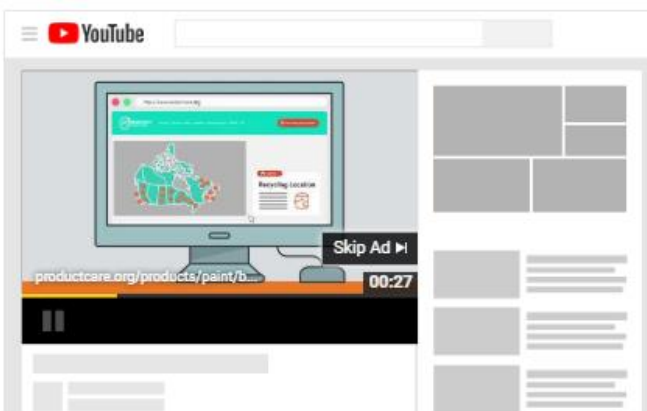 YouTube
Recycling Location
Skip Ad
productcare.org/products/paint/b...
00:27